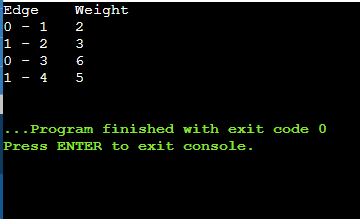 Edge    Weight
0 - 1   2
1 - 2   3
0 - 3   6
1 - 4   5
...Program finished with exit code 0
Press ENTER to exit console.